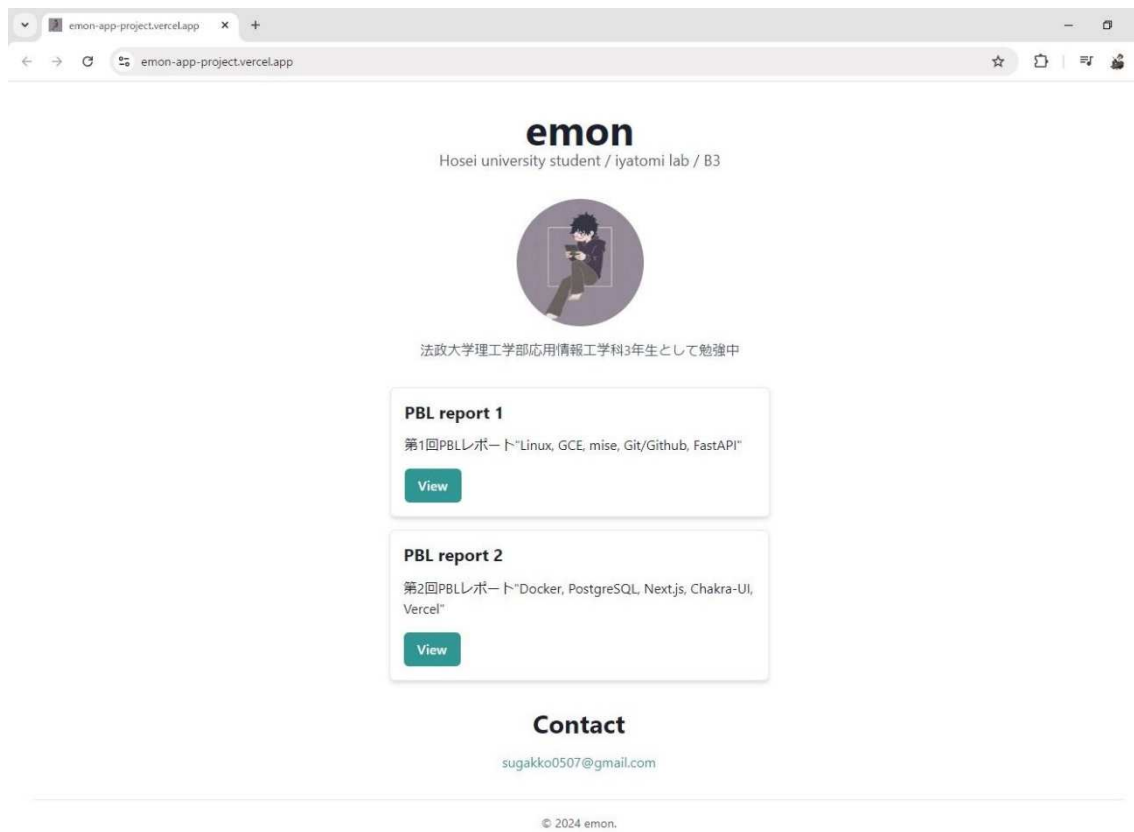 emon-app-project.vercel.app
emon-app-project.vercel.app
emon
Hosei university student / iyatomi lab / B3
法政大学理工学部応用情報工学科3年生として勉強中
PBL report 1
第1回PBLレポート"Linux, GCE, mise, Git/Github, FastAPI"
View
PBL report 2
第2回PBLレポート"Docker, PostgreSQL, Next.js, Chakra-UI,
Vercel"
View
Contact
sugakko0507@gmail.com
© 2024 emon.